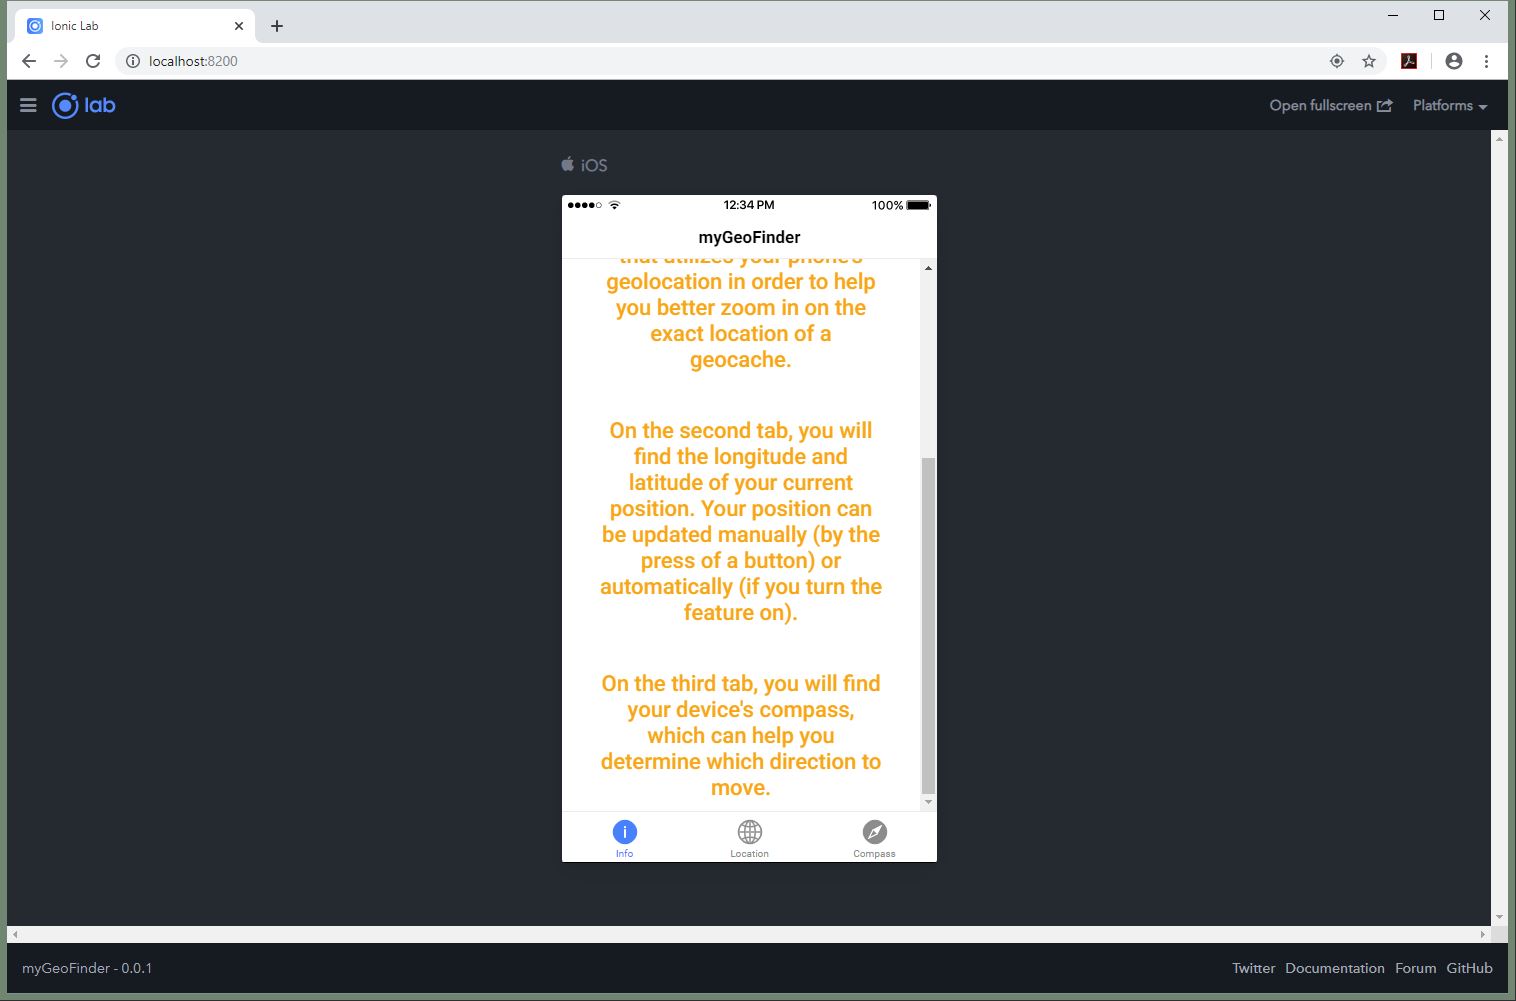 Ionic Lab
localhost:8200
lab
Open fullscreen
Platforms
iOS
12:34 PM
100%
myGeoFinder
that utilizes your phone's
geolocation in order to help
you better zoom in on the
exact location of a
geocache.
On the second tab, you will
find the longitude and
latitude of your current
position. Your position can
be updated manually (by the
press of a button) or
automatically (if you turn the
feature on).
On the third tab, you will find
your device's compass,
which can help you
determine which direction to
move.
Info
Location
Compass
myGeoFinder - 0.0.1
Twitter Documentation Forum GitHub